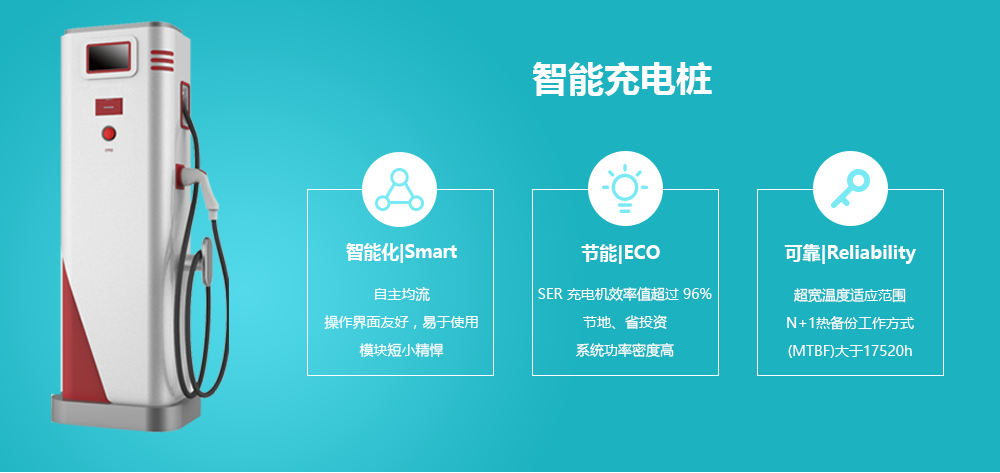 智能充电桩
智能化|Smart
自主均流
操作界面友好，易于使用
模块短小精悍
节能|ECO
SER 充电机效率值超过 96%
节地、省投资
系统功率密度高
可靠|Reliability
超宽温度适应范围
N+1热备份工作方式
(MTBF)大于17520h